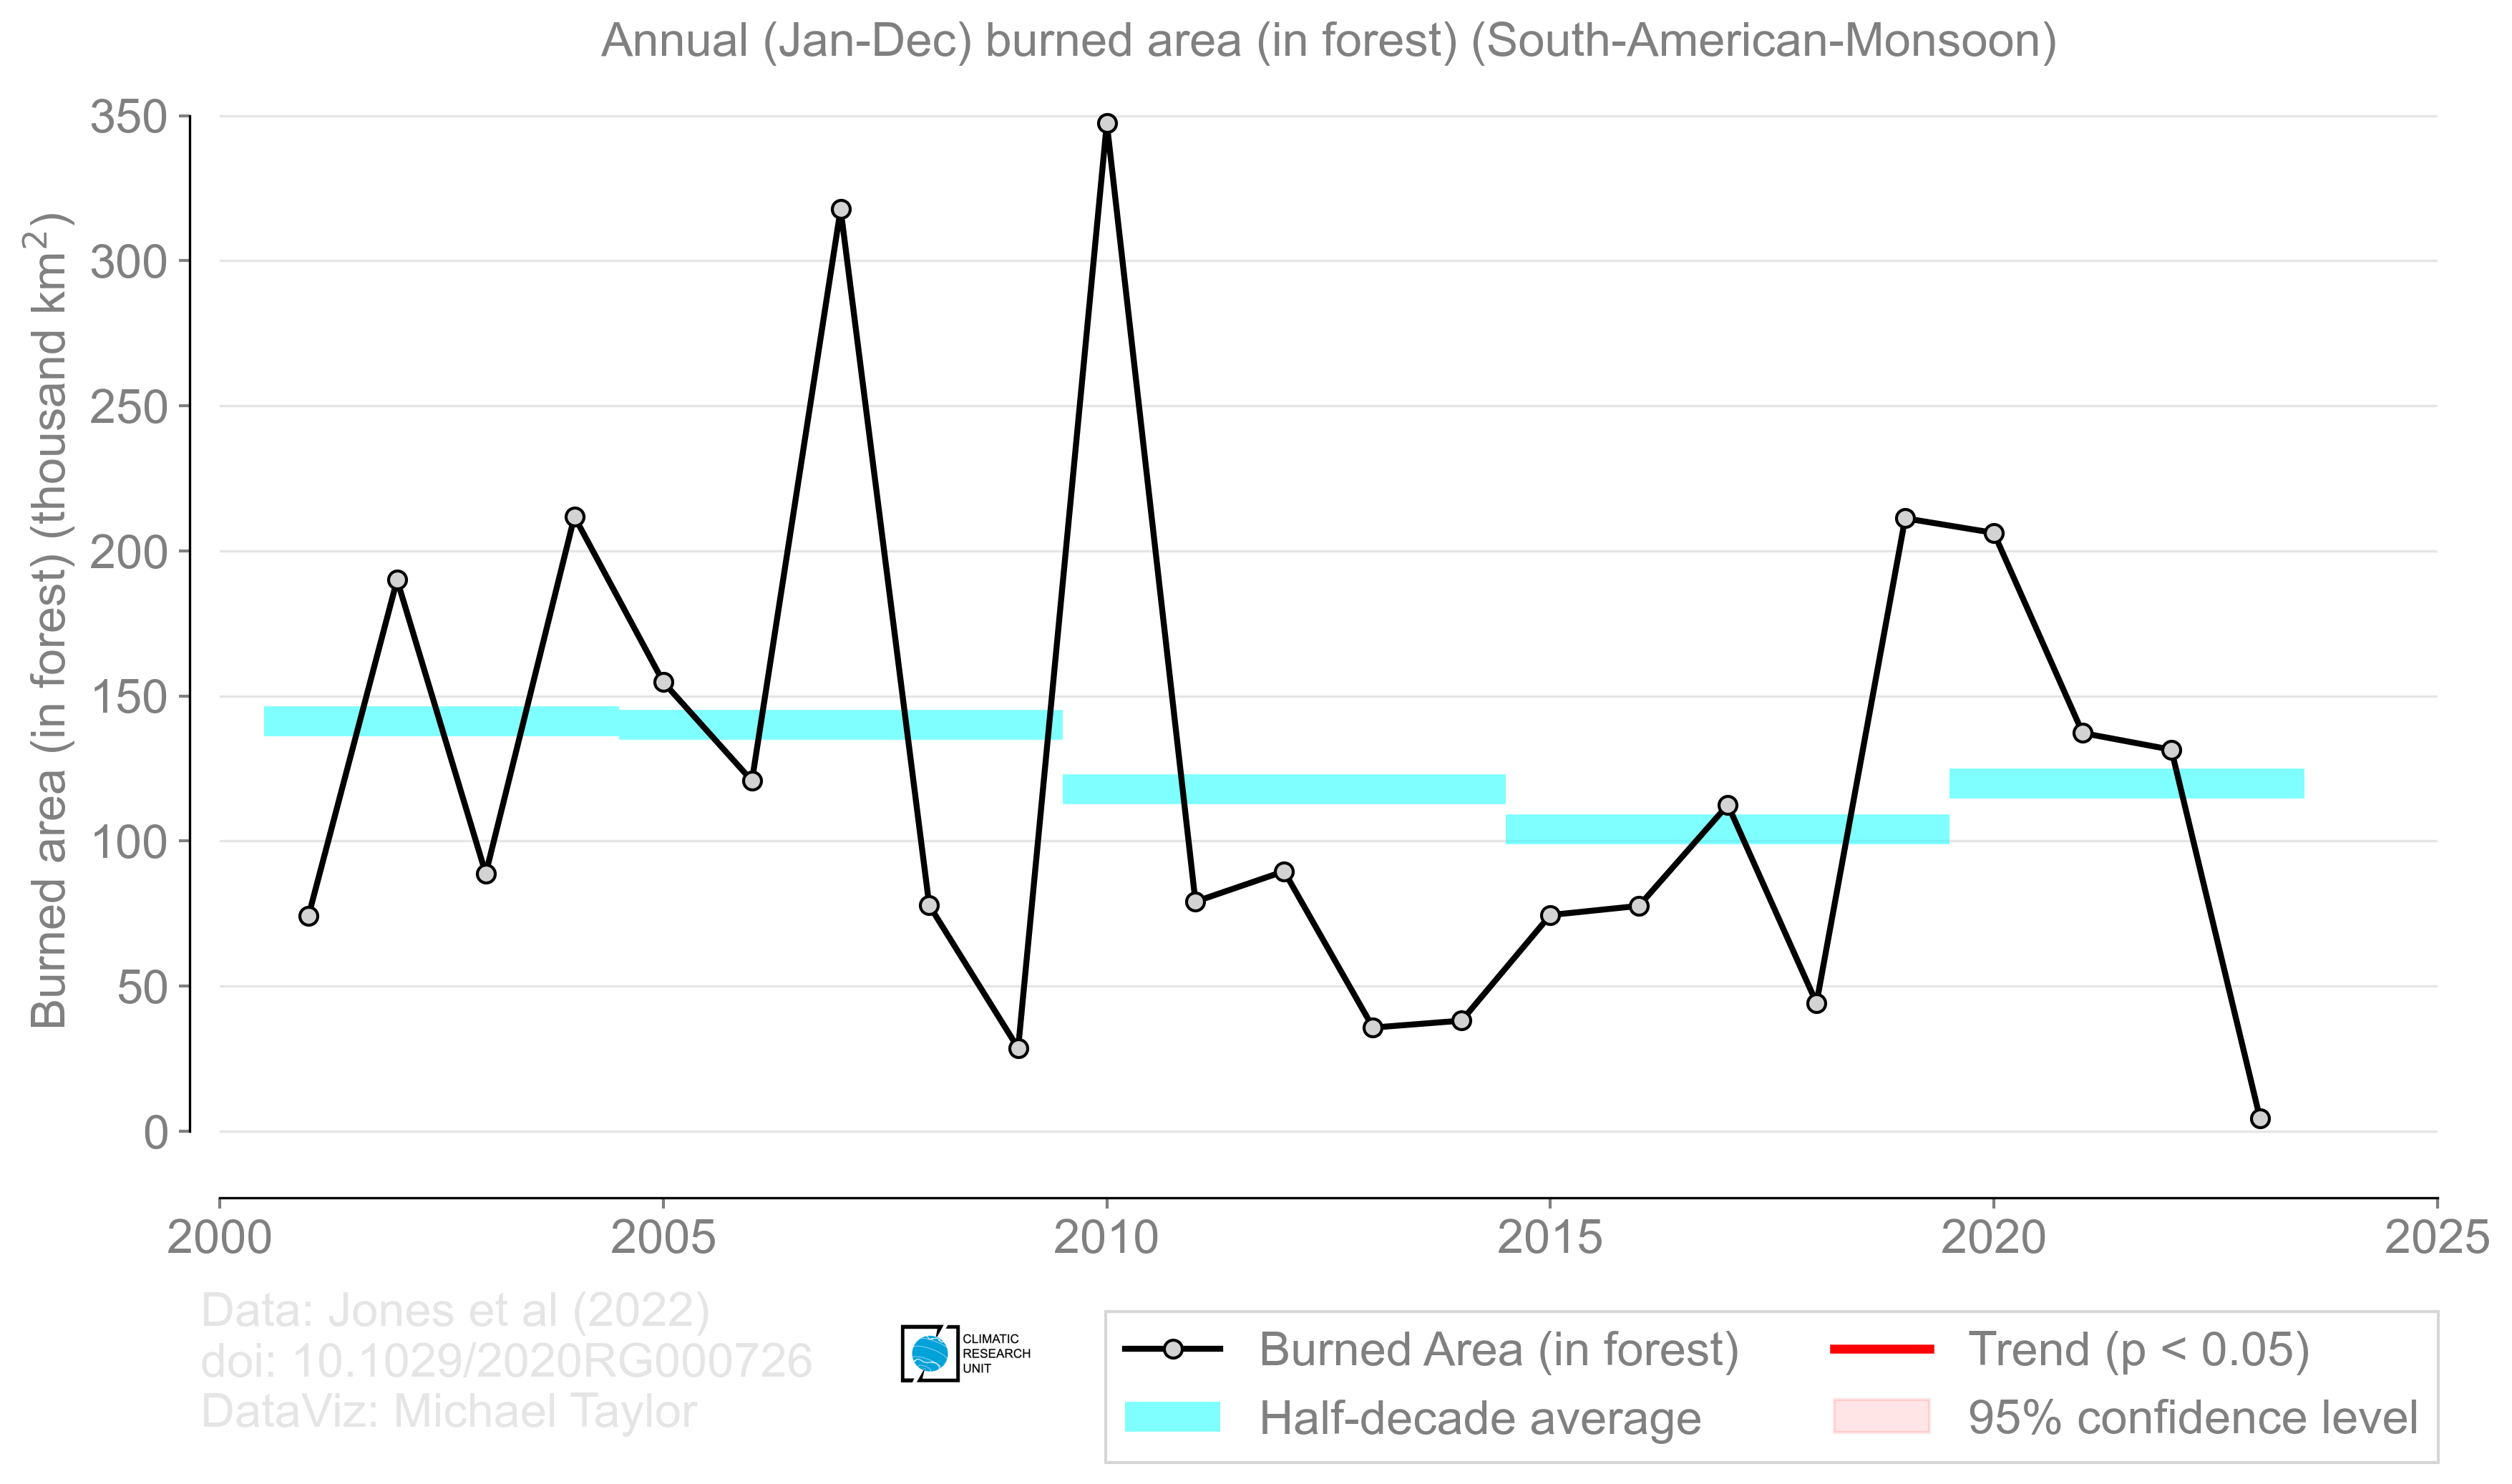 Annual (Jan-Dec) burned area (in forest) (South-American-Monsoon)
Burned area (in forest) (thousand km²)
350
300
250
200
150
100
50
0
2000 2005 2010 2015 2020 2025
Data: Jones et al (2022)
doi: 10.1029/2020RG000726
DataViz: Michael Taylor
CLIMATIC
RESEARCH
UNIT
Burned Area (in forest)
Half-decade average
Trend (p < 0.05)
95% confidence level